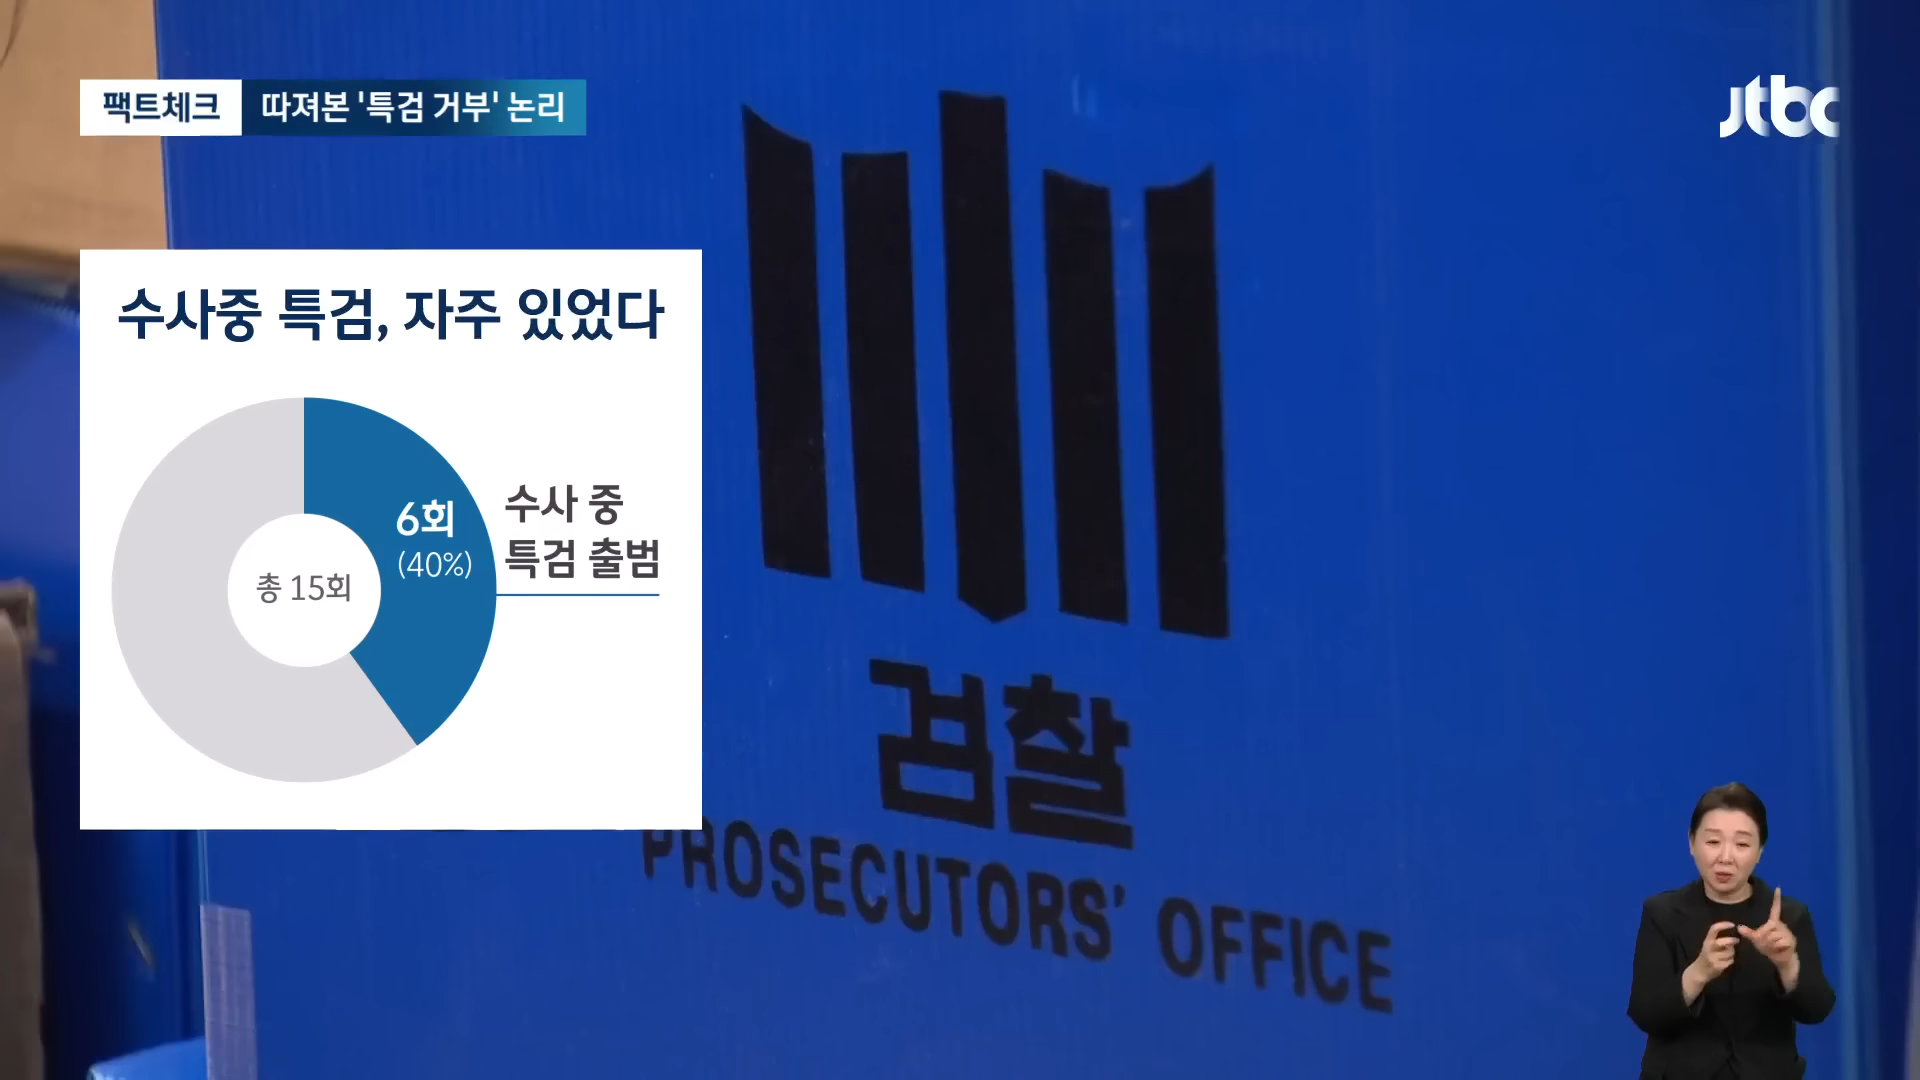 팩트체크 따져본 '특검 거부' 논리
jtbc
수사중 특검, 자주 있었다
6회
(40%)
수사 중
특검 출범
총 15회
검찰
PROSECUTORS' OFFICE